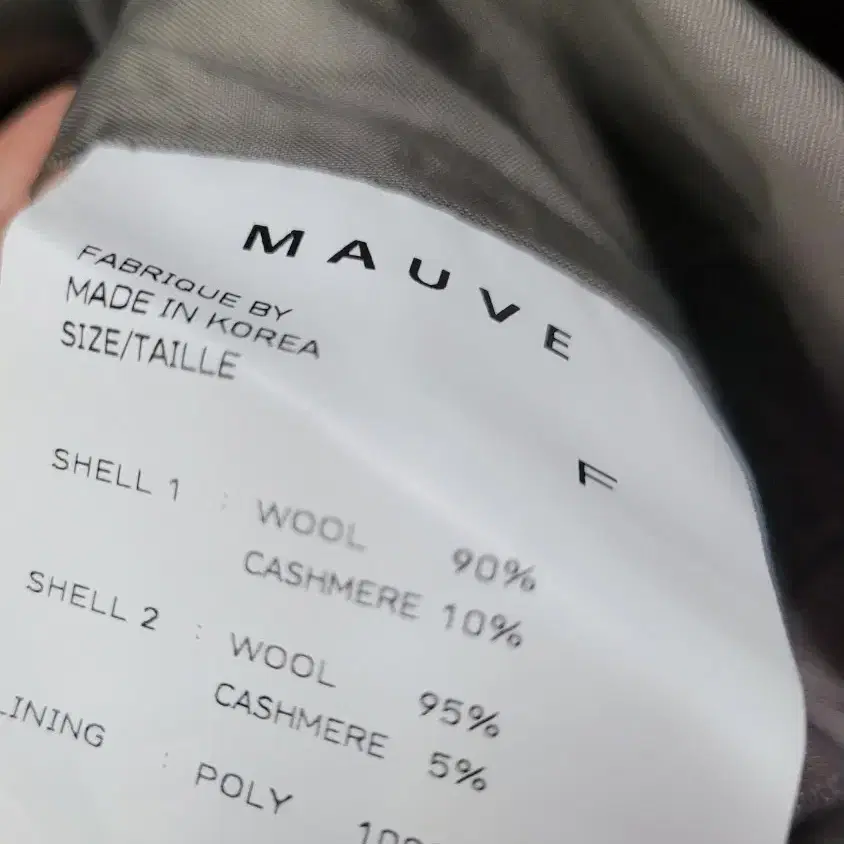 MAUVE
FABRIQUE BY
MADE IN KOREA
SIZE/TAILLE F
SHELL 1 : WOOL 90%
CASHMERE 10%
SHELL 2 : WOOL 95%
CASHMERE 5%
LINING : POLY